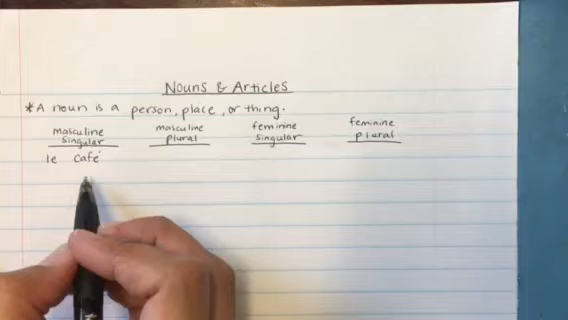 Nouns & Articles
*A noun is a person, place, or thing.
masculine masculine feminine feminine
singular plural singular plural
le café